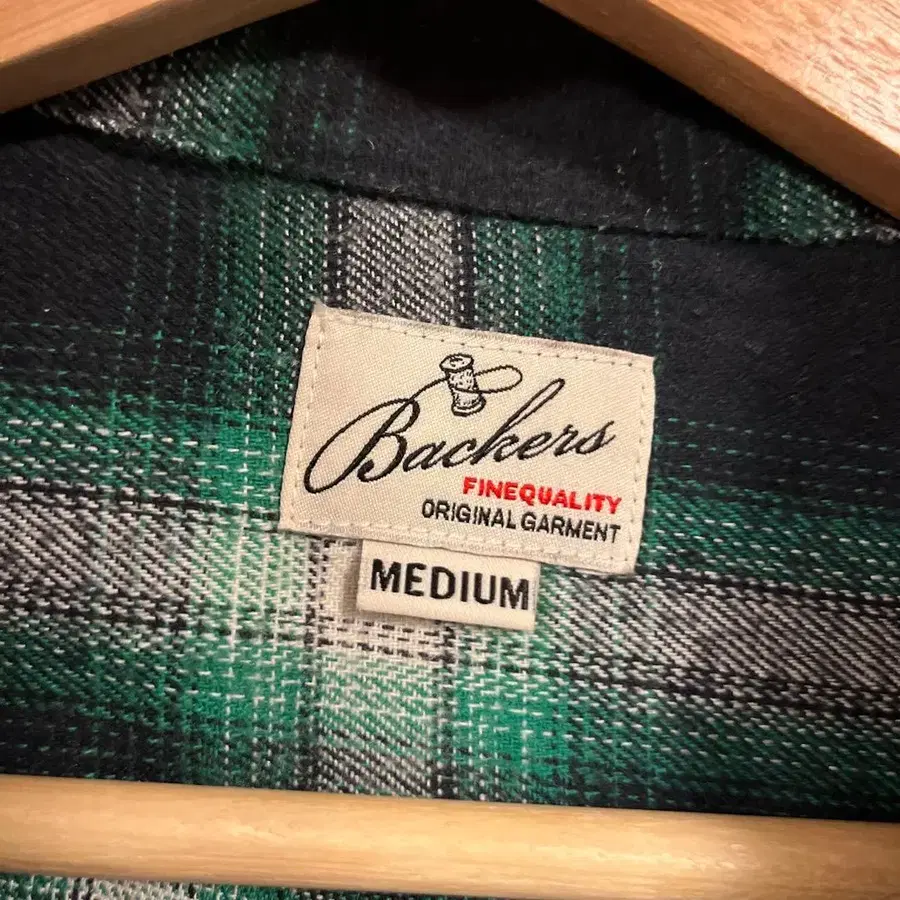 Backers
FINEQUALITY
ORIGINAL GARMENT
MEDIUM